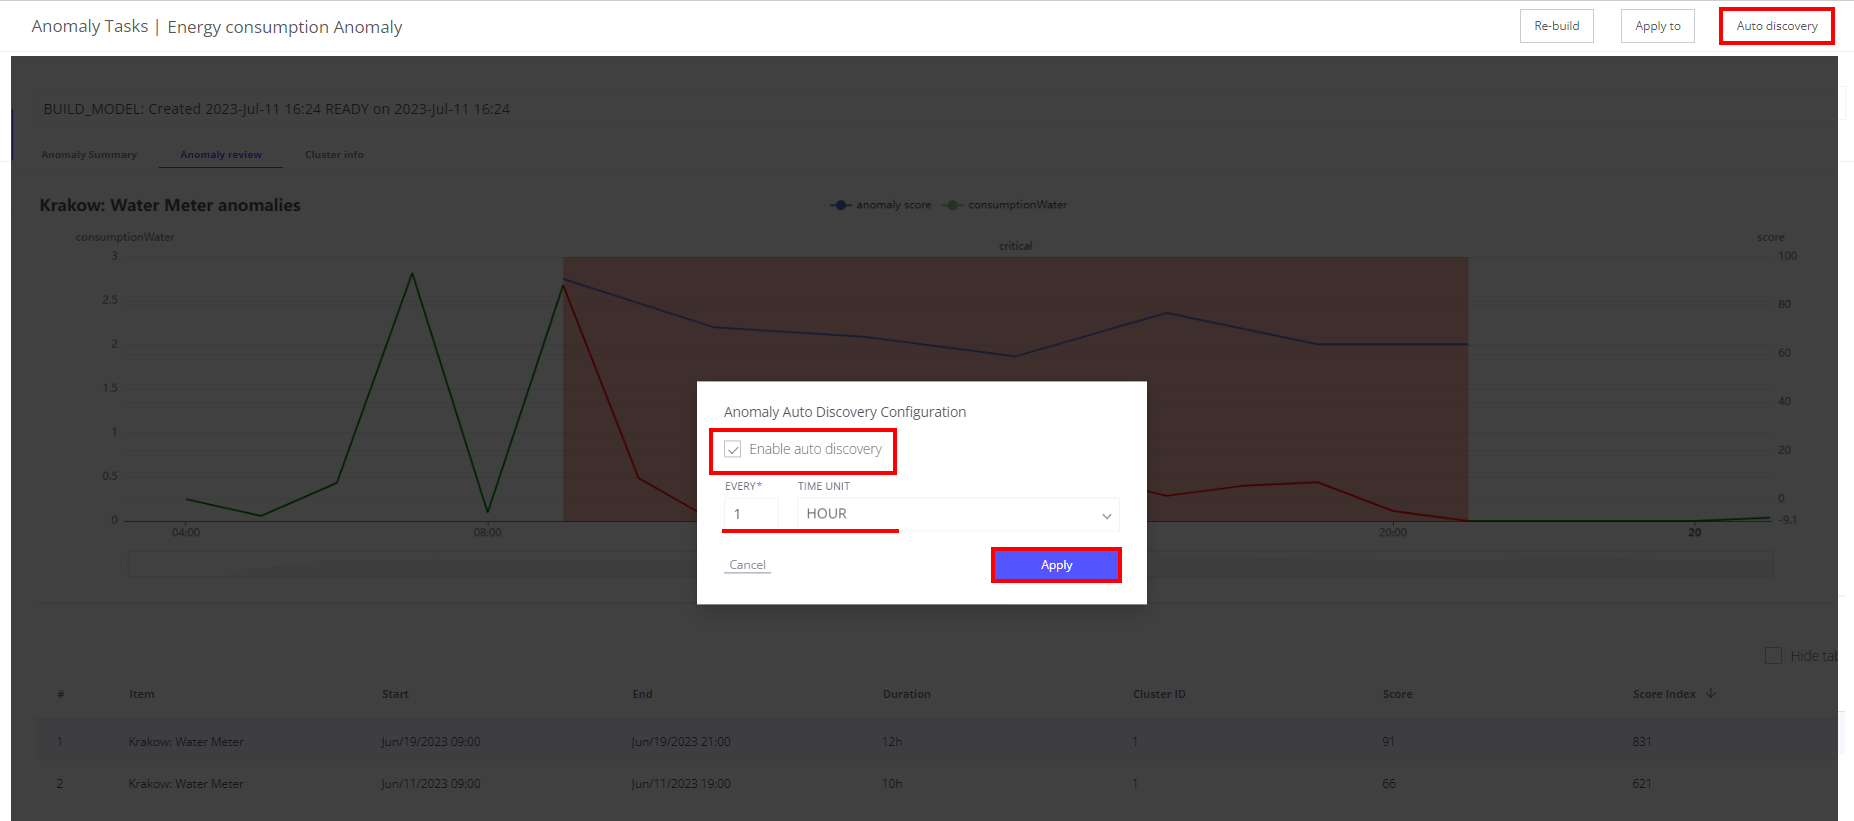 Anomaly Tasks | Energy consumption Anomaly
Re-build
Apply to
Auto discovery
BUILD_MODEL: Created 2023-Jul-11 16:24 READY on 2023-Jul-11 16:24
Anomaly Summary
Anomaly review
Cluster info
Krakow: Water Meter anomalies
anomaly score
consumptionWater
consumptionWater
critical
score
3
2.5
2
1.5
1
0.5
0
100
80
60
40
20
0
-9.1
04:00
08:00
20:00
20
Anomaly Auto Discovery Configuration
Enable auto discovery
EVERY*
TIME UNIT
1
HOUR
Cancel
Apply
Hide tab
# Item Start End Duration Cluster ID Score Score Index
1 Krakow: Water Meter Jun/19/2023 09:00 Jun/19/2023 21:00 12h 1 91 831
2 Krakow: Water Meter Jun/11/2023 09:00 Jun/11/2023 19:00 10h 1 66 621